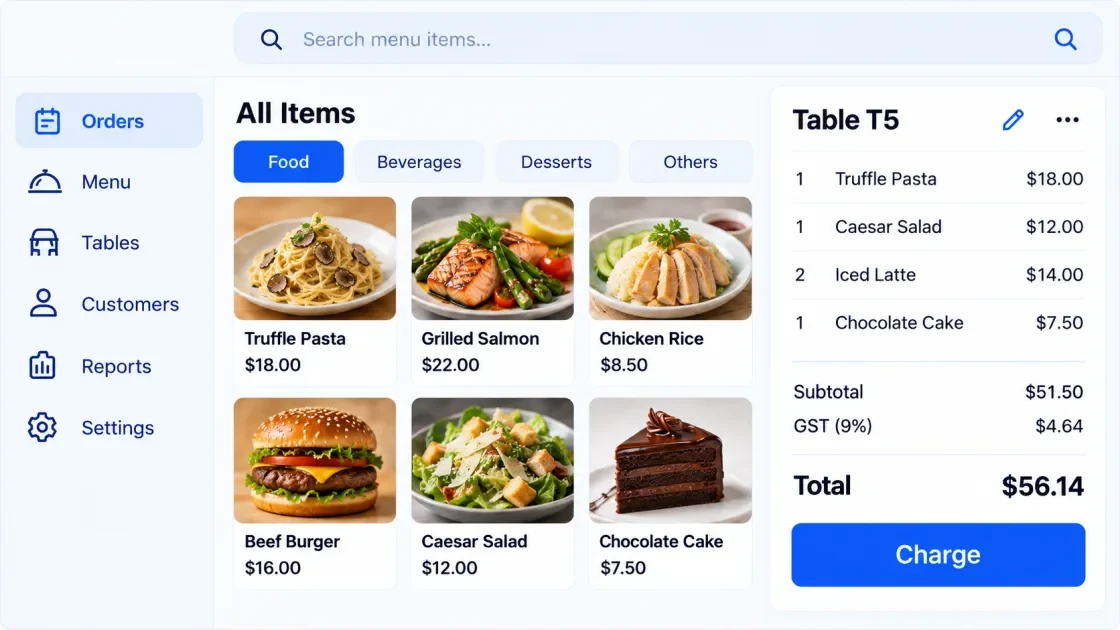 Search menu items...
Orders
Menu
Tables
Customers
Reports
Settings
All Items
Food Beverages Desserts Others
Truffle Pasta
$18.00
Grilled Salmon
$22.00
Chicken Rice
$8.50
Beef Burger
$16.00
Caesar Salad
$12.00
Chocolate Cake
$7.50
Table T5
1 Truffle Pasta $18.00
1 Caesar Salad $12.00
2 Iced Latte $14.00
1 Chocolate Cake $7.50
Subtotal $51.50
GST (9%) $4.64
Total $56.14
Charge